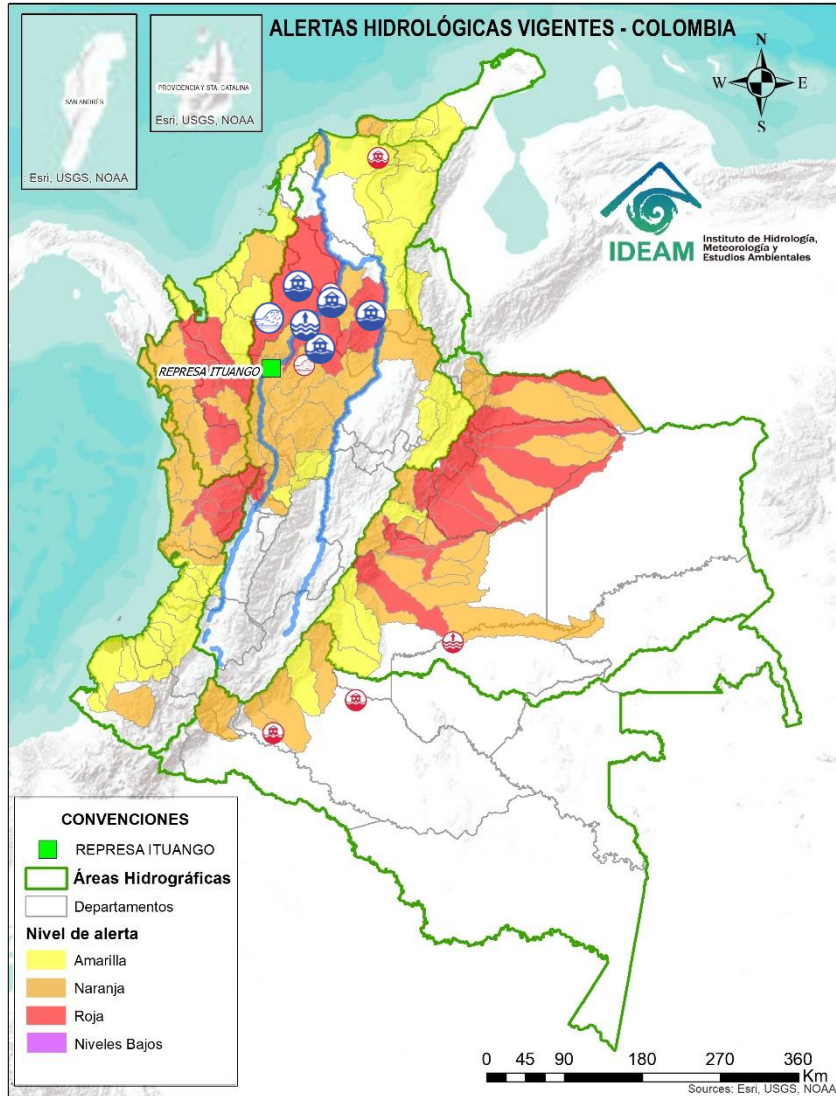 ALERTAS HIDROLÓGICAS VIGENTES - COLOMBIA
SAN ANDRÉS
Esri, USGS, NOAA
PROVIDENCIA Y STA. CATALINA
Esri, USGS, NOAA
N
W
E
S
IDEAM
Instituto de Hidrología,
Meteorología y
Estudios Ambientales
REPRESA ITUANGO
CONVENCIONES
REPRESA ITUANGO
Áreas Hidrográficas
Departamentos
Nivel de alerta
Amarilla
Naranja
Roja
Niveles Bajos
0 45 90 180 270 360
Km
Sources: Esri, USGS, NOAA